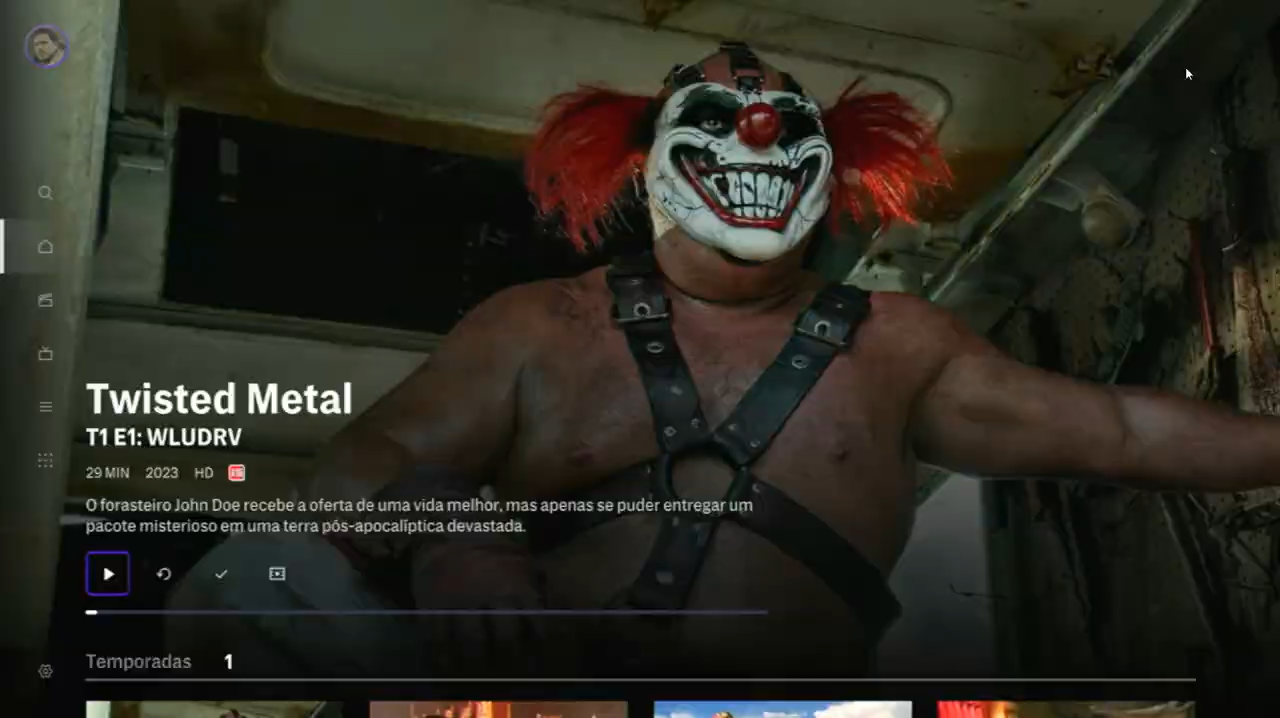 Twisted Metal
T1 E1: WLUDRV
29 MIN 2023 HD
O forasteiro John Doe recebe a oferta de uma vida melhor, mas apenas se puder entregar um
pacote misterioso em uma terra pós-apocalíptica devastada.
Temporadas 1